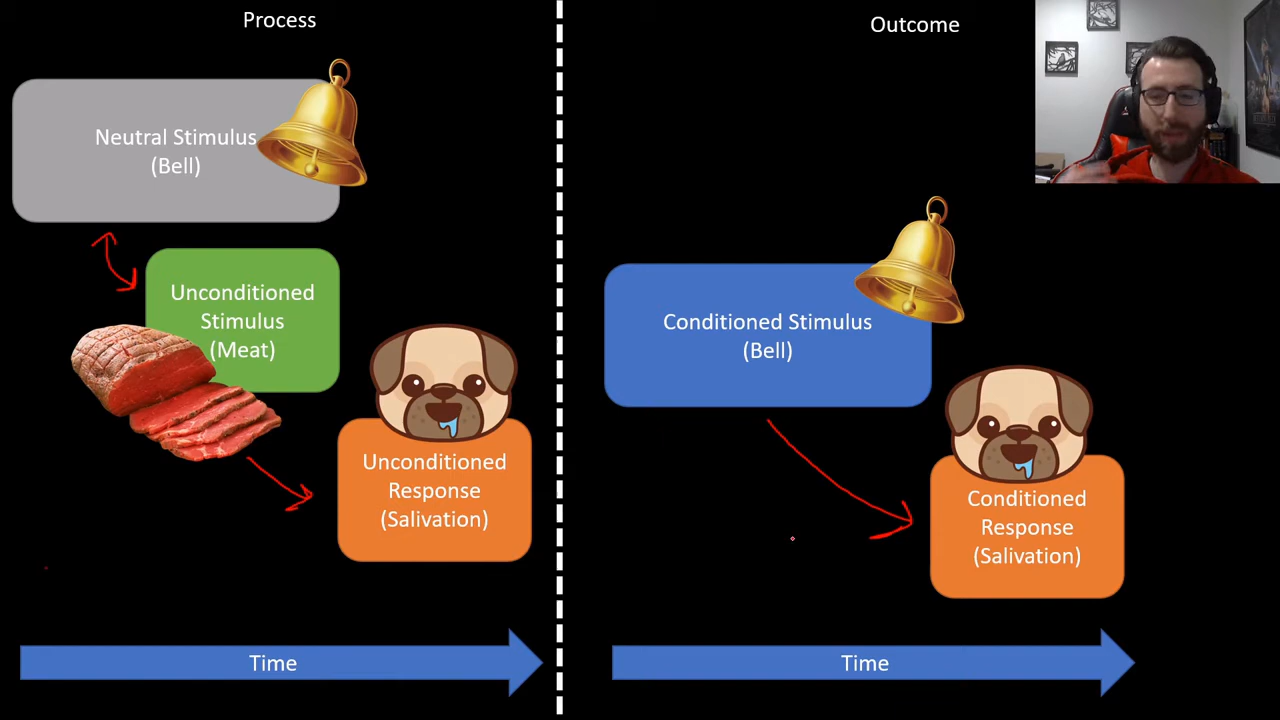 Process
Neutral Stimulus
(Bell)
Unconditioned
Stimulus
(Meat)
Unconditioned
Response
(Salivation)
Time
Outcome
Conditioned Stimulus
(Bell)
Conditioned
Response
(Salivation)
Time